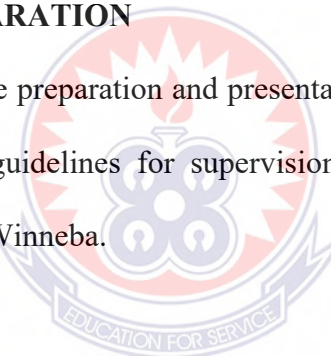 ARATION
e preparation and presenta
guidelines for supervision
Winneba.
EDUCATION FOR SERVICE